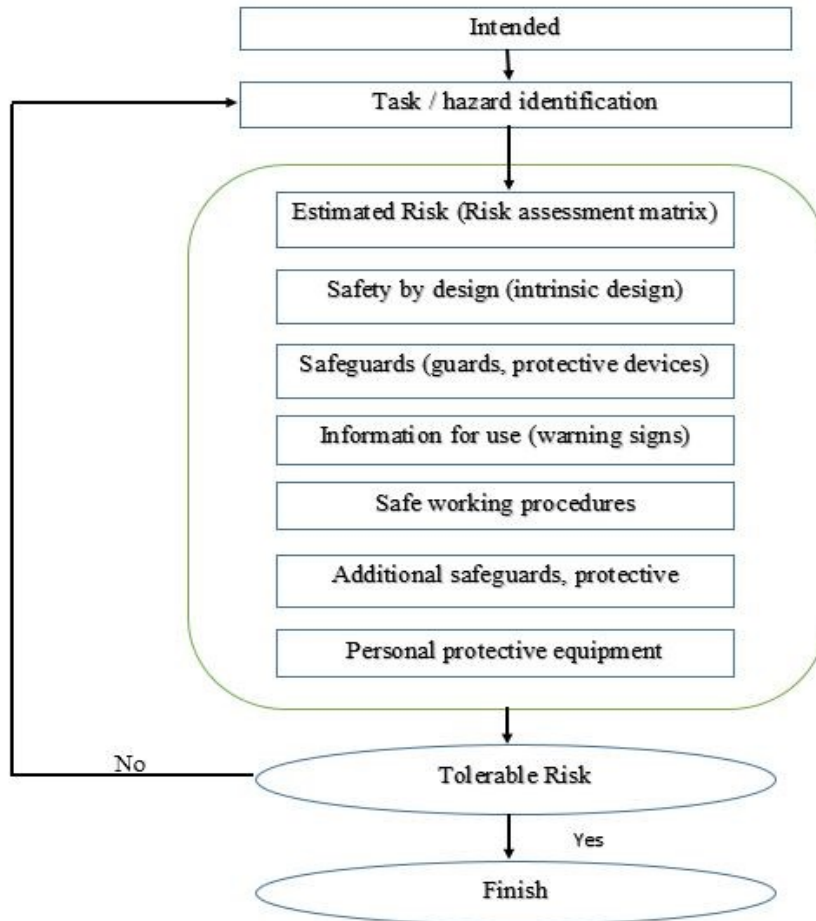 Intended
Task / hazard identification
Estimated Risk (Risk assessment matrix)
Safety by design (intrinsic design)
Safeguards (guards, protective devices)
Information for use (warning signs)
Safe working procedures
Additional safeguards, protective
Personal protective equipment
No
Tolerable Risk
Yes
Finish